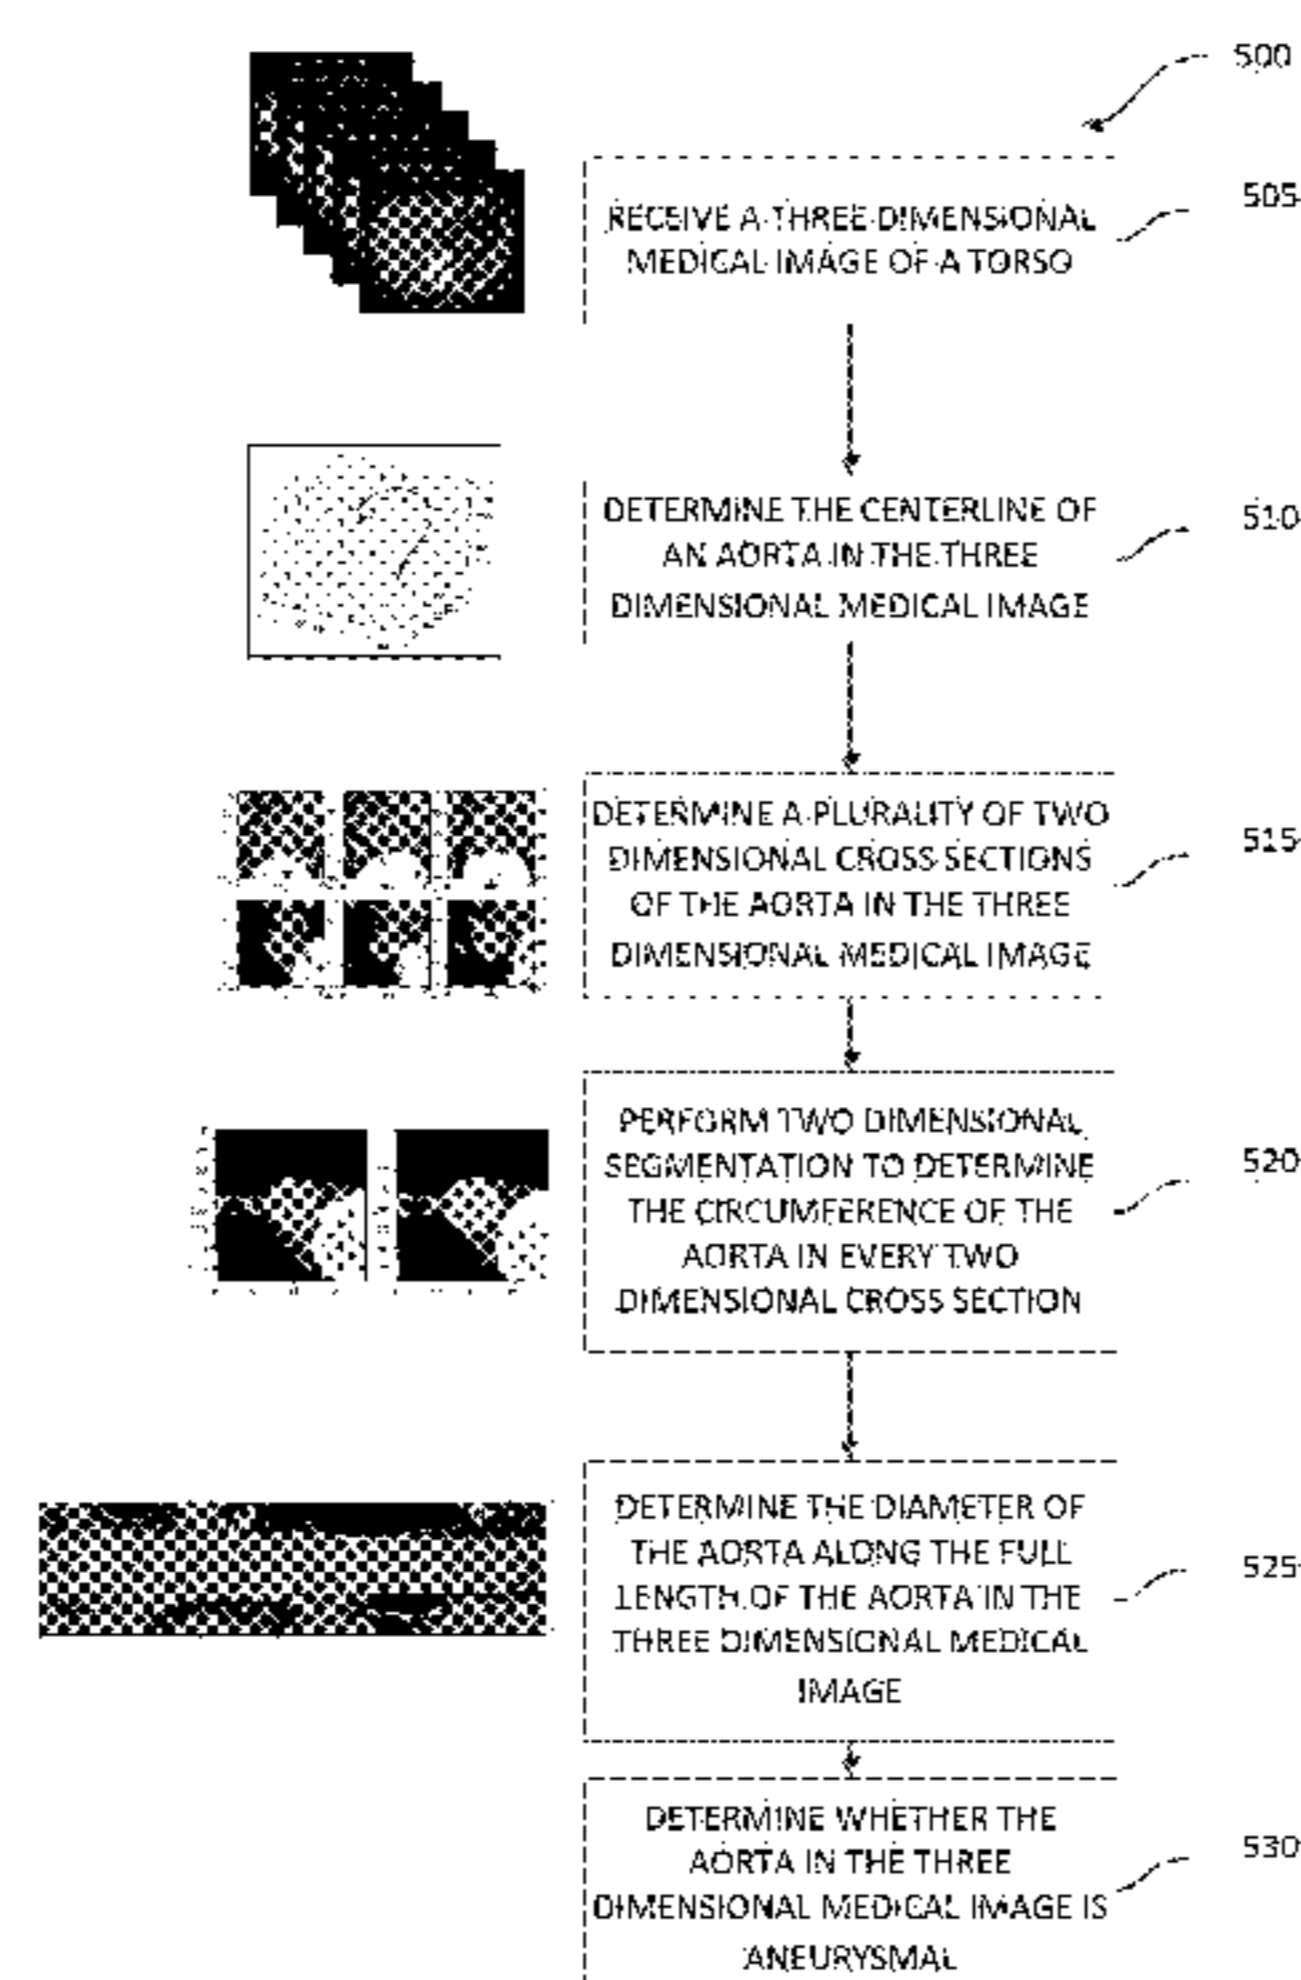 500
505
RECEIVE A THREE DIMENSIONAL
MEDICAL IMAGE OF A TORSO
510
DETERMINE THE CENTERLINE OF
AN AORTA IN THE THREE
DIMENSIONAL MEDICAL IMAGE
515
DETERMINE A PLURALITY OF TWO
DIMENSIONAL CROSS SECTIONS
OF THE AORTA IN THE THREE
DIMENSIONAL MEDICAL IMAGE
520
PERFORM TWO DIMENSIONAL
SEGMENTATION TO DETERMINE
THE CIRCUMFERENCE OF THE
AORTA IN EVERY TWO
DIMENSIONAL CROSS SECTION
525
DETERMINE THE DIAMETER OF
THE AORTA ALONG THE FULL
LENGTH OF THE AORTA IN THE
THREE DIMENSIONAL MEDICAL
IMAGE
530
DETERMINE WHETHER THE
AORTA IN THE THREE
DIMENSIONAL MEDICAL IMAGE IS
ANEURYSMAL